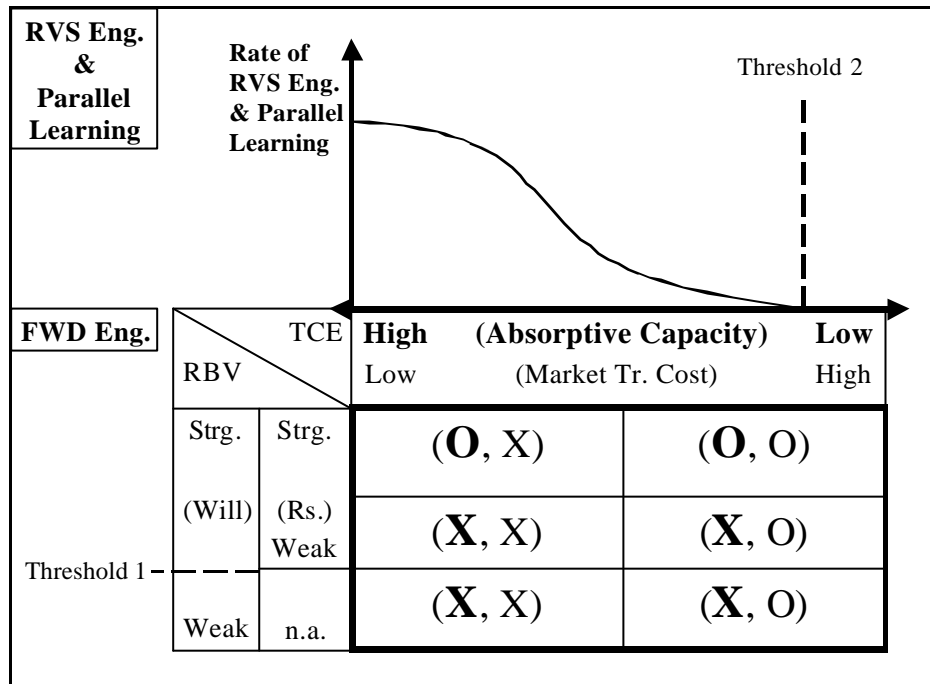 RVS Eng.
&
Parallel
Learning
Rate of
RVS Eng.
& Parallel
Learning
Threshold 2
FWD Eng.
TCE
RBV
High (Absorptive Capacity) Low
Low (Market Tr. Cost) High
Strg. Strg.
(O, X) (O, O)
(Will) (Rs.)
Weak
(X, X) (X, O)
Threshold 1
Weak n.a.
(X, X) (X, O)